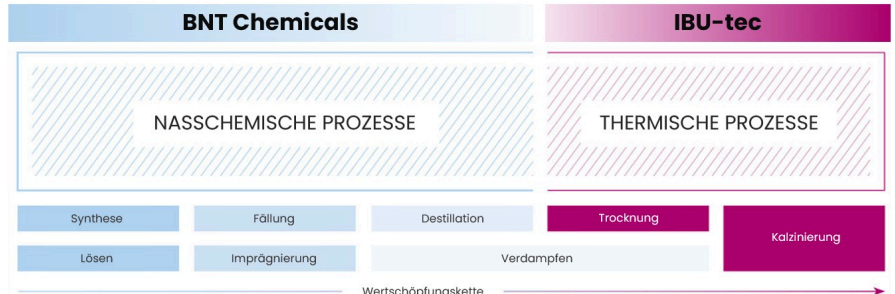 BNT Chemicals
IBU-tec
NASSCHEMISCHE PROZESSE
THERMISCHE PROZESSE
Synthese
Fällung
Destillation
Trocknung
Kalzinierung
Lösen
Imprägnierung
Verdampfen
Wertschöpfungskette